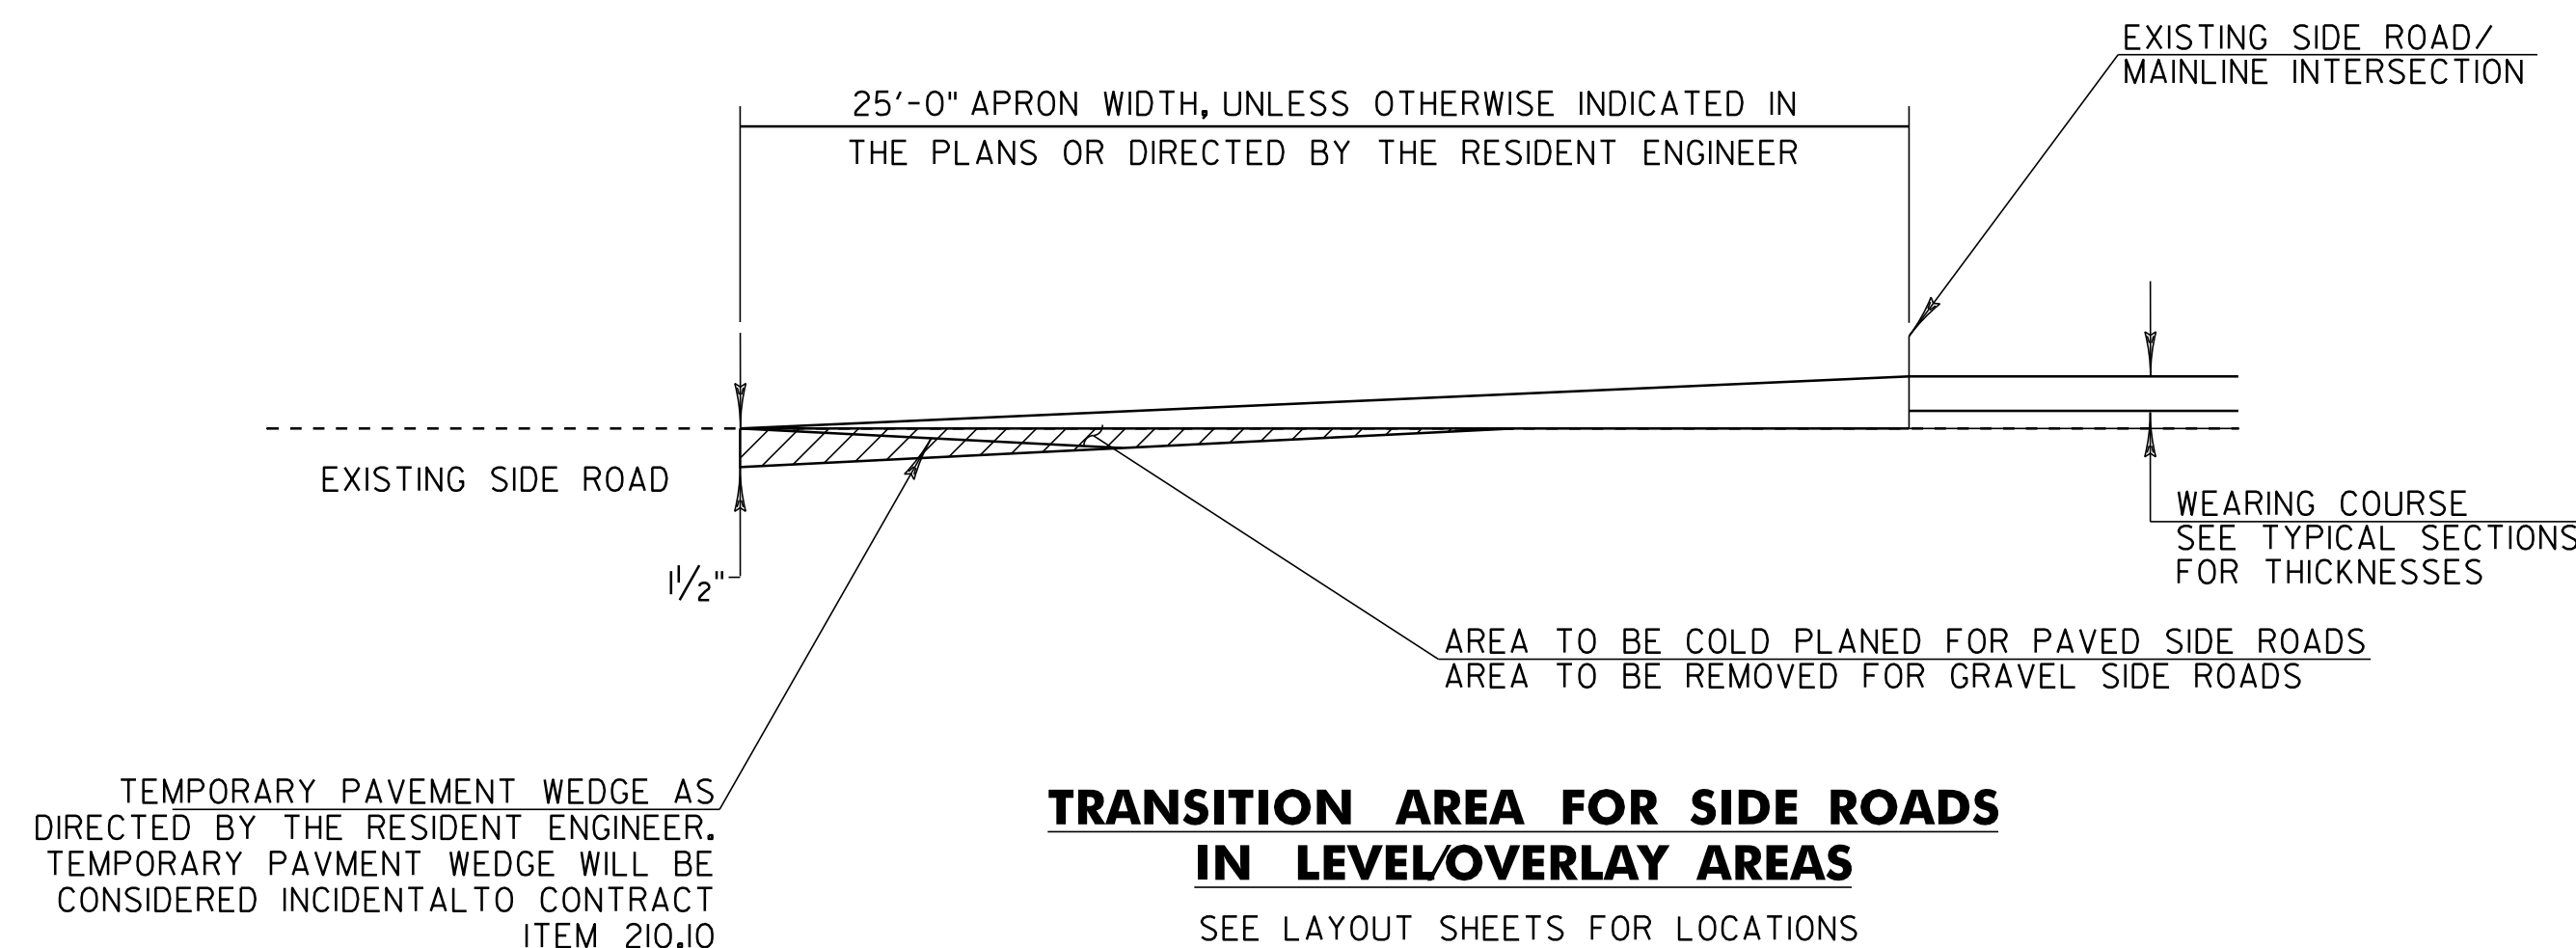 EXISTING SIDE ROAD/
MAINLINE INTERSECTION
25'-0" APRON WIDTH, UNLESS OTHERWISE INDICATED IN
THE PLANS OR DIRECTED BY THE RESIDENT ENGINEER
EXISTING SIDE ROAD
1 1/2"
WEARING COURSE
SEE TYPICAL SECTIONS
FOR THICKNESSES
AREA TO BE COLD PLANED FOR PAVED SIDE ROADS
AREA TO BE REMOVED FOR GRAVEL SIDE ROADS
TEMPORARY PAVEMENT WEDGE AS
DIRECTED BY THE RESIDENT ENGINEER.
TEMPORARY PAVMENT WEDGE WILL BE
CONSIDERED INCIDENTAL TO CONTRACT
ITEM 210.10
TRANSITION AREA FOR SIDE ROADS
IN LEVEL/OVERLAY AREAS
SEE LAYOUT SHEETS FOR LOCATIONS